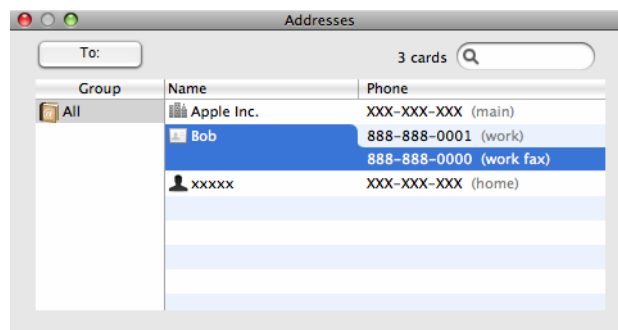 Addresses
To:
3 cards
Group Name Phone
All Apple Inc. XXX-XXX-XXX (main)
Bob 888-888-0001 (work)
888-888-0000 (work fax)
xxxxx XXX-XXX-XXX (home)